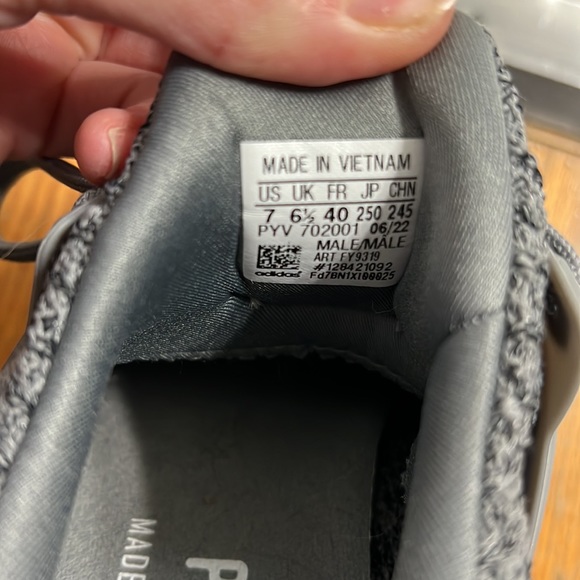 MADE IN VIETNAM
US UK FR JP CHN
7 6½ 40 250 245
PYV 702001 06/22
MALE/MALE
ART FY9319
#128421092
adidas
MADE